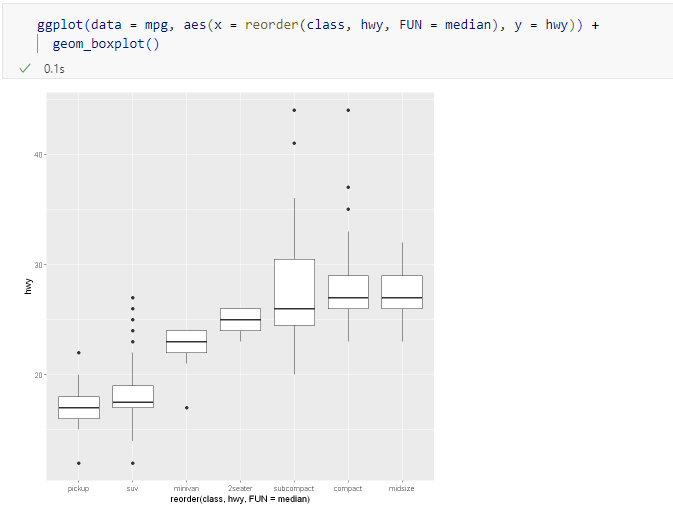 ggplot(data = mpg, aes(x = reorder(class, hwy, FUN = median), y = hwy)) +
geom_boxplot()
0.1s
40
30
20
hwy
pickup suv minivan 2seater subcompact compact midsize
reorder(class, hwy, FUN = median)